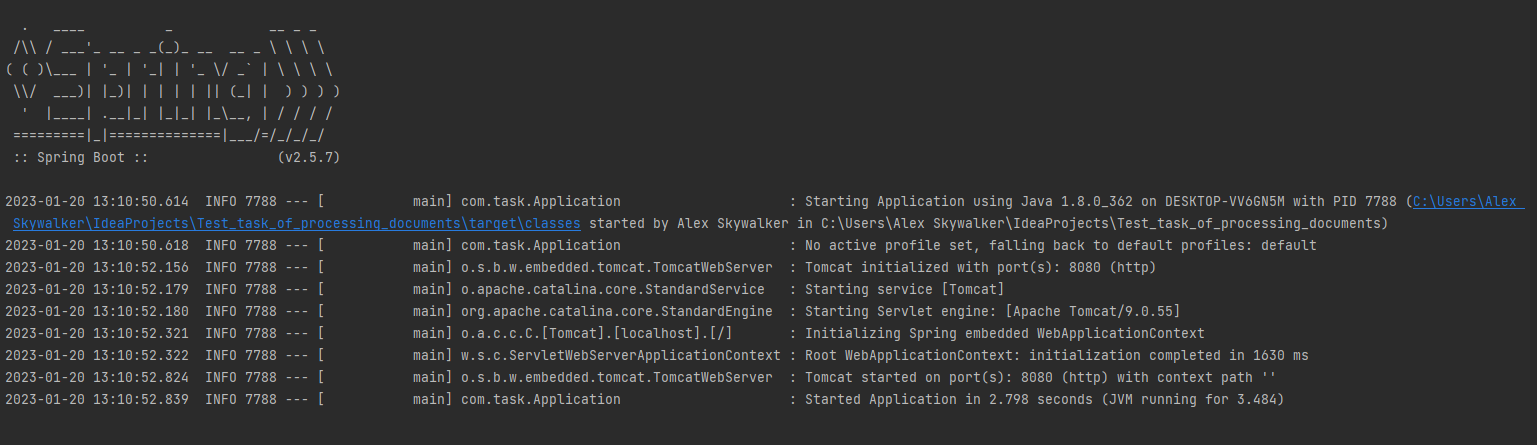 .   ____          _            __ _ _
 /\\ / ___'_ __ _ _(_)_ __  __ _ \ \ \ \
( ( )\___ | '_ | '_| | '_ \/ _` | \ \ \ \
 \\/  ___)| |_)| | | | | || (_| |  ) ) ) )
  '  |____| .__|_| |_|_| |_\__, | / / / /
 =========|_|==============|___/=/_/_/_/
 :: Spring Boot ::                (v2.5.7)
2023-01-20 13:10:50.614  INFO 7788 --- [           main] com.task.Application                     : Starting Application using Java 1.8.0_362 on DESKTOP-VV6GN5M with PID 7788 (C:\Users\Alex
 Skywalker\IdeaProjects\Test_task_of_processing_documents\target\classes started by Alex Skywalker in C:\Users\Alex Skywalker\IdeaProjects\Test_task_of_processing_documents)
2023-01-20 13:10:50.618  INFO 7788 --- [           main] com.task.Application                     : No active profile set, falling back to default profiles: default
2023-01-20 13:10:52.156  INFO 7788 --- [           main] o.s.b.w.embedded.tomcat.TomcatWebServer  : Tomcat initialized with port(s): 8080 (http)
2023-01-20 13:10:52.179  INFO 7788 --- [           main] o.apache.catalina.core.StandardService   : Starting service [Tomcat]
2023-01-20 13:10:52.180  INFO 7788 --- [           main] org.apache.catalina.core.StandardEngine  : Starting Servlet engine: [Apache Tomcat/9.0.55]
2023-01-20 13:10:52.321  INFO 7788 --- [           main] o.a.c.c.C.[Tomcat].[localhost].[/]       : Initializing Spring embedded WebApplicationContext
2023-01-20 13:10:52.322  INFO 7788 --- [           main] w.s.c.ServletWebServerApplicationContext : Root WebApplicationContext: initialization completed in 1630 ms
2023-01-20 13:10:52.824  INFO 7788 --- [           main] o.s.b.w.embedded.tomcat.TomcatWebServer  : Tomcat started on port(s): 8080 (http) with context path ''
2023-01-20 13:10:52.839  INFO 7788 --- [           main] com.task.Application                     : Started Application in 2.798 seconds (JVM running for 3.484)